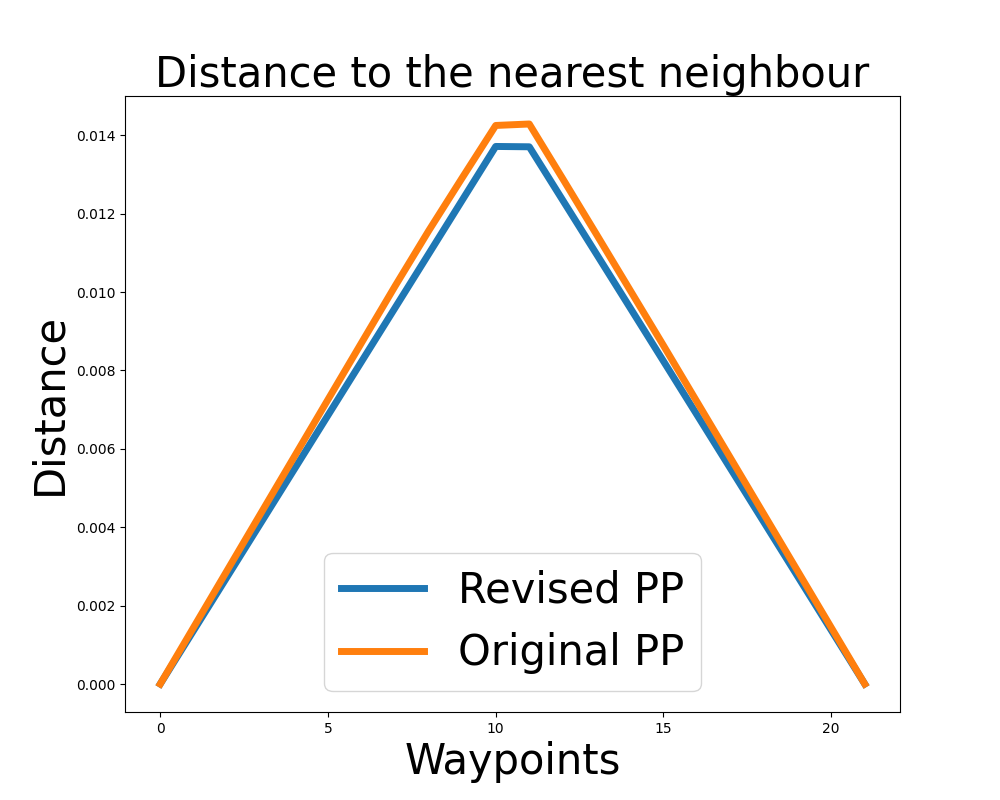 Distance to the nearest neighbour
Distance
0.014
0.012
0.010
0.008
0.006
0.004
0.002
0.000
Revised PP
Original PP
0 5 10 15 20
Waypoints